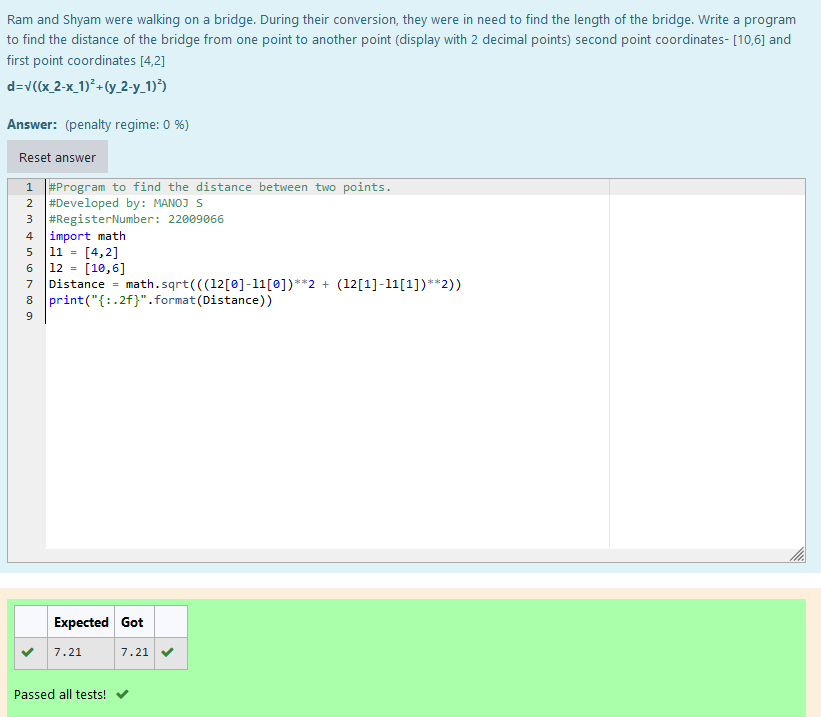 Ram and Shyam were walking on a bridge. During their conversion, they were in need to find the length of the bridge. Write a program
to find the distance of the bridge from one point to another point (display with 2 decimal points) second point coordinates- [10,6] and
first point coordinates [4,2]
d=√((x_2-x_1)²+(y_2-y_1)²)
Answer: (penalty regime: 0 %)
Reset answer
1 #Program to find the distance between two points.
2 #Developed by: MANOJ S
3 #RegisterNumber: 22009066
4 import math
5 l1 = [4,2]
6 l2 = [10,6]
7 Distance = math.sqrt(((l2[0]-l1[0])**2 + (l2[1]-l1[1])**2))
8 print("{:.2f}".format(Distance))
9
Expected Got
7.21 7.21
Passed all tests!